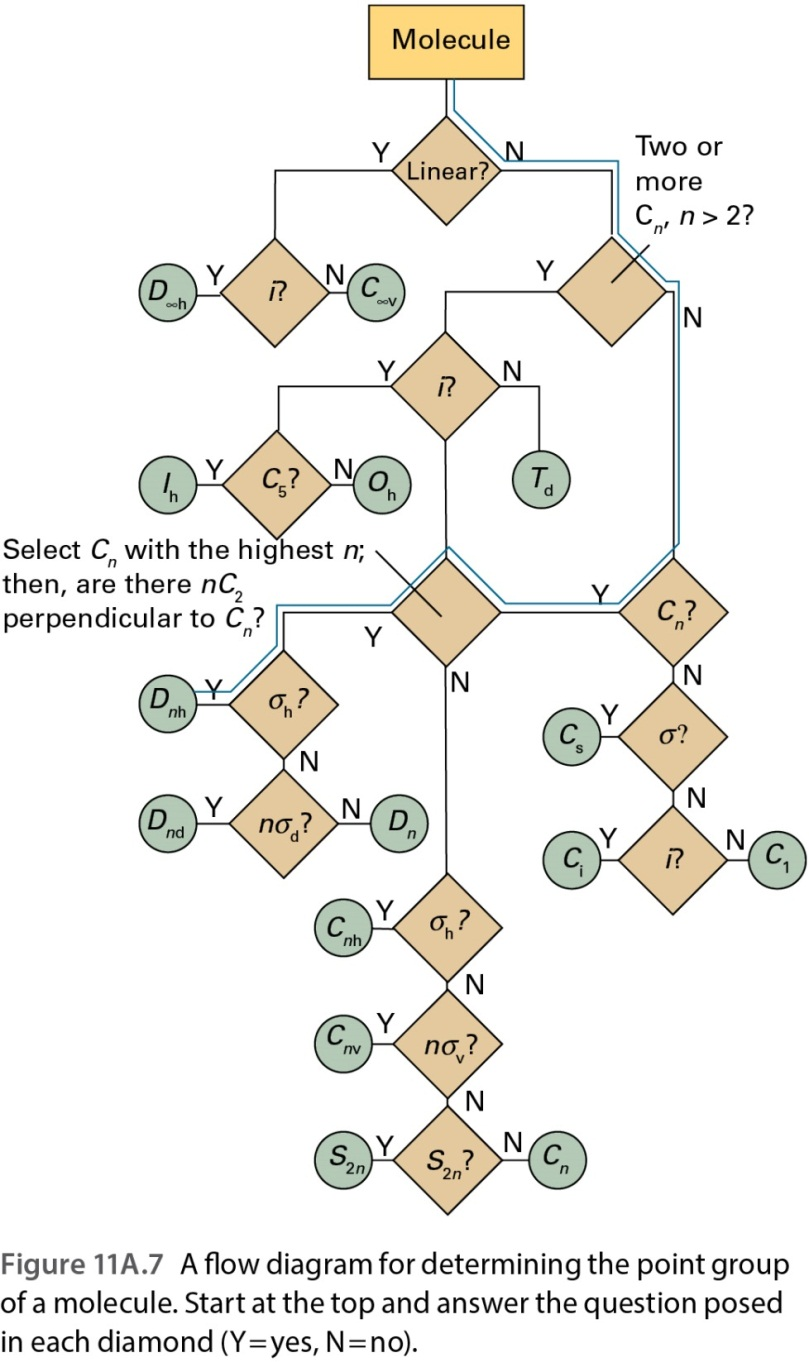 Molecule
Y
Linear?
N
Two or
more
Cₙ, n > 2?
D∞h
Y
i?
N
C∞v
Y
N
Y
i?
N
Iₕ
Y
C₅?
N
Oₕ
T_d
Select Cₙ with the highest n;
then, are there nC₂
perpendicular to Cₙ?
Y
N
Y
Cₙ?
N
Dₙₕ
Y
σₕ?
N
Cₛ
Y
σ?
N
D_nd
Y
nσ_d?
N
Dₙ
Cᵢ
Y
i?
N
C₁
Cₙₕ
Y
σₕ?
N
Cₙᵥ
Y
nσᵥ?
N
S₂ₙ
Y
S₂ₙ?
N
Cₙ
Figure 11A.7 A flow diagram for determining the point group
of a molecule. Start at the top and answer the question posed
in each diamond (Y=yes, N=no).